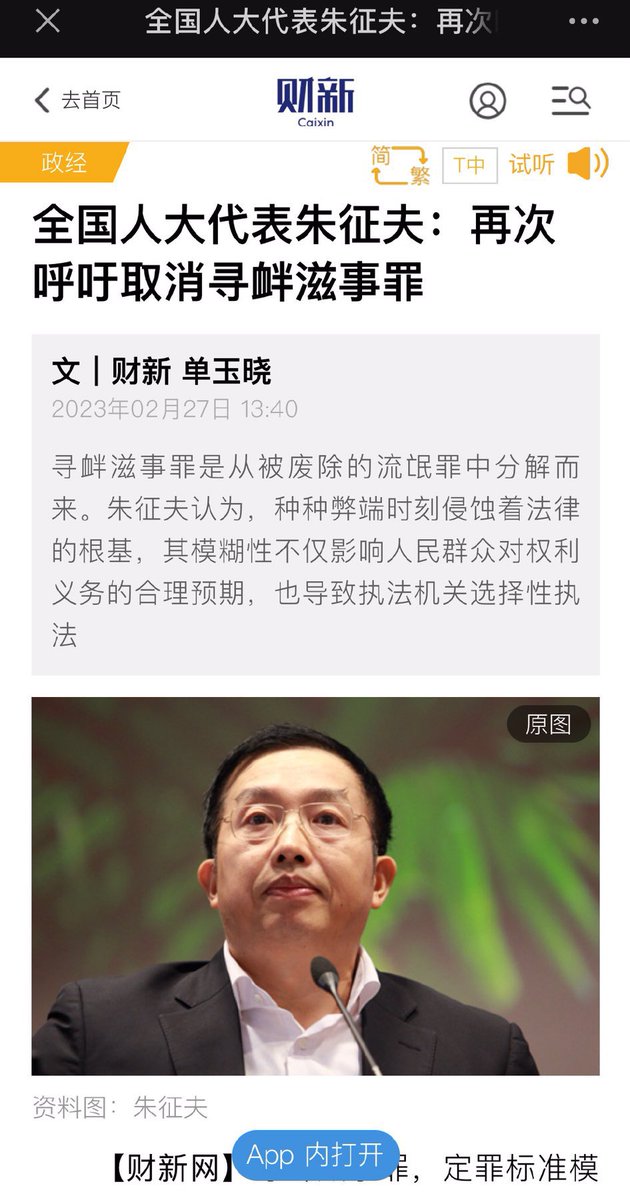 全国人大代表朱征夫：再次
去首页
财新
Caixin
政经
简
繁
T中
试听
全国人大代表朱征夫：再次
呼吁取消寻衅滋事罪
文｜财新 单玉晓
2023年02月27日 13:40
寻衅滋事罪是从被废除的流氓罪中分解而
来。朱征夫认为，种种弊端时刻侵蚀着法律
的根基，其模糊性不仅影响人民群众对权利
义务的合理预期，也导致执法机关选择性执
法
原图
资料图：朱征夫
App 内打开
【财新网】罪，定罪标准模